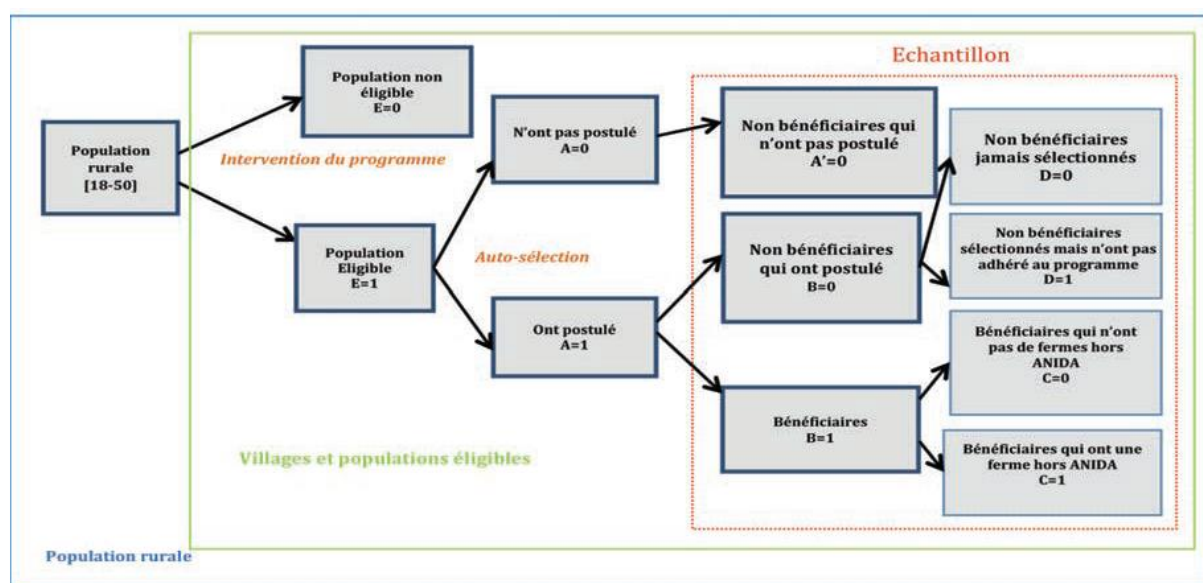 Echantillon
Population
rurale
[18-50]
Population non
éligible
E=0
Intervention du programme
Population
Eligible
E=1
N'ont pas postulé
A=0
Auto-sélection
Ont postulé
A=1
Non bénéficiaires qui
n'ont pas postulé
A'=0
Non bénéficiaires
qui ont postulé
B=0
Bénéficiaires
B=1
Non bénéficiaires
jamais sélectionnés
D=0
Non bénéficiaires
sélectionnés mais n'ont pas
adhéré au programme
D=1
Bénéficiaires qui n'ont
pas de fermes hors
ANIDA
C=0
Bénéficiaires qui ont une
ferme hors ANIDA
C=1
Villages et populations éligibles
Population rurale